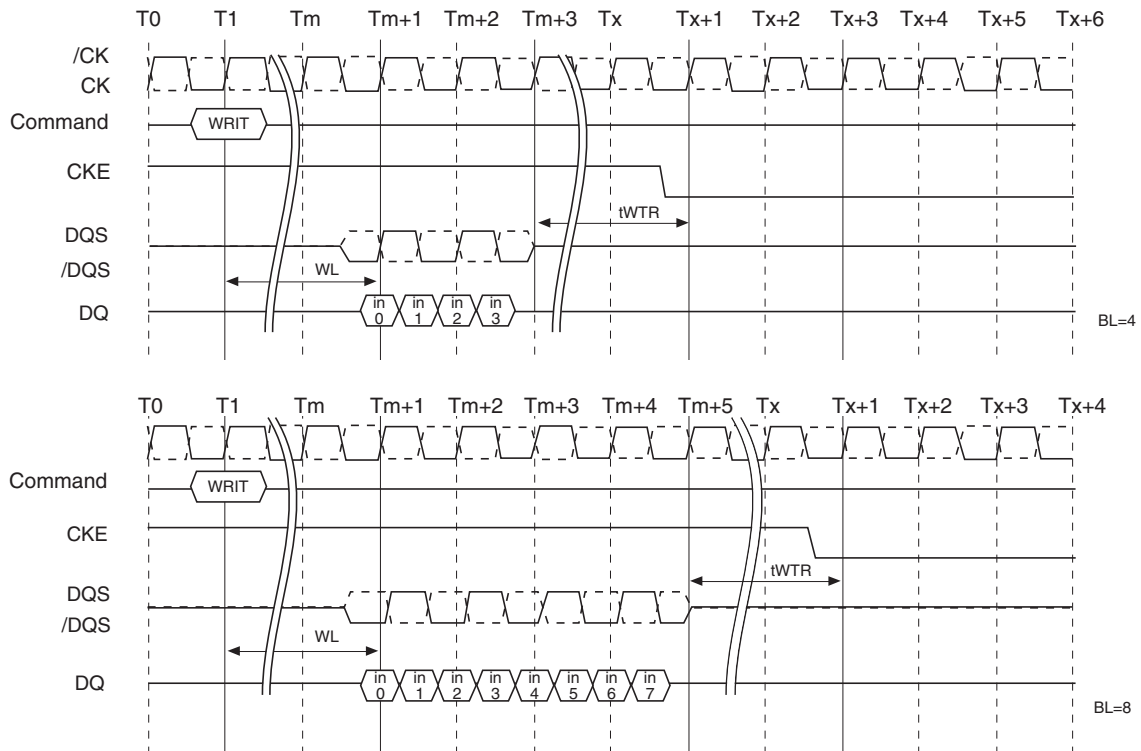 T0 T1 Tm Tm+1 Tm+2 Tm+3 Tx Tx+1 Tx+2 Tx+3 Tx+4 Tx+5 Tx+6
/CK
CK
Command WRIT
CKE
tWTR
DQS
/DQS
WL
DQ in 0 in 1 in 2 in 3
BL=4
T0 T1 Tm Tm+1 Tm+2 Tm+3 Tm+4 Tm+5 Tx Tx+1 Tx+2 Tx+3 Tx+4
Command WRIT
CKE
tWTR
DQS
/DQS
WL
DQ in 0 in 1 in 2 in 3 in 4 in 5 in 6 in 7
BL=8